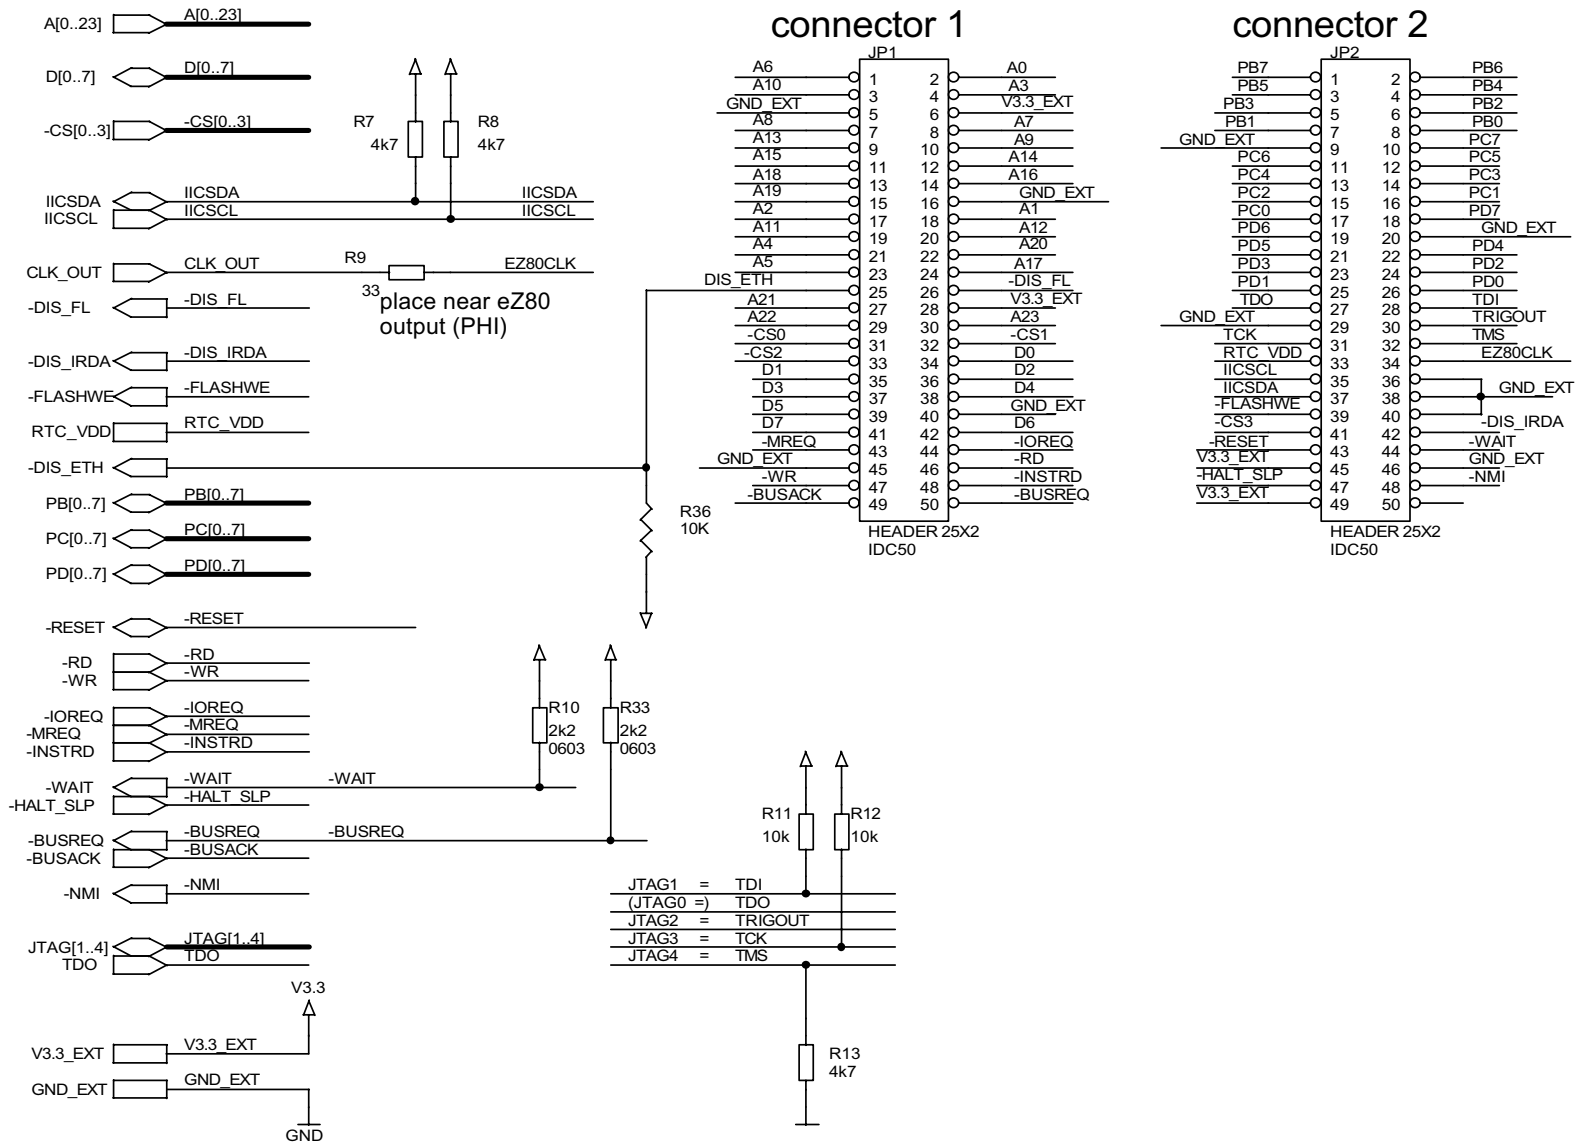 connector 1
connector 2
A[0..23] A[0..23]
D[0..7] D[0..7]
-CS[0..3] -CS[0..3]
R7
4k7
R8
4k7
IICSDA IICSDA IICSDA
IICSCL IICSCL IICSCL
CLK_OUT CLK_OUT R9 EZ80CLK
33
place near eZ80
output (PHI)
-DIS_FL -DIS_FL
-DIS_IRDA -DIS_IRDA
-FLASHWE -FLASHWE
RTC_VDD RTC_VDD
-DIS_ETH
PB[0..7] PB[0..7]
PC[0..7] PC[0..7]
PD[0..7] PD[0..7]
R36
10K
-RESET -RESET
-RD -RD
-WR -WR
-IOREQ -IOREQ
-MREQ -MREQ
-INSTRD -INSTRD
R10
2k2
0603
R33
2k2
0603
-WAIT -WAIT -WAIT
-HALT_SLP -HALT_SLP
-BUSREQ -BUSREQ -BUSREQ
-BUSACK -BUSACK
-NMI -NMI
JTAG[1..4] JTAG[1..4]
TDO TDO
V3.3
V3.3_EXT V3.3_EXT
GND_EXT GND_EXT
GND
R11
10k
R12
10k
JTAG1 = TDI
(JTAG0 =) TDO
JTAG2 = TRIGOUT
JTAG3 = TCK
JTAG4 = TMS
R13
4k7
JP1
A6 1 2 A0
A10 3 4 A3
GND_EXT 5 6 V3.3_EXT
A8 7 8 A7
A13 9 10 A9
A15 11 12 A14
A18 13 14 A16
A19 15 16 GND_EXT
A2 17 18 A1
A11 19 20 A12
A4 21 22 A20
A5 23 24 A17
DIS_ETH 25 26 -DIS_FL
A21 27 28 V3.3_EXT
A22 29 30 A23
-CS0 31 32 -CS1
-CS2 33 34 D0
D1 35 36 D2
D3 37 38 D4
D5 39 40 GND_EXT
D7 41 42 D6
-MREQ 43 44 -IOREQ
GND_EXT 45 46 -RD
-WR 47 48 -INSTRD
-BUSACK 49 50 -BUSREQ
HEADER 25X2
IDC50
JP2
PB7 1 2 PB6
PB5 3 4 PB4
PB3 5 6 PB2
PB1 7 8 PB0
GND_EXT 9 10 PC7
PC6 11 12 PC5
PC4 13 14 PC3
PC2 15 16 PC1
PC0 17 18 PD7
PD6 19 20 GND_EXT
PD5 21 22 PD4
PD3 23 24 PD2
PD1 25 26 PD0
TDO 27 28 TDI
GND_EXT 29 30 TRIGOUT
TCK 31 32 TMS
RTC_VDD 33 34 EZ80CLK
IICSCL 35 36
IICSDA 37 38 GND_EXT
-FLASHWE 39 40
-CS3 41 42 -DIS_IRDA
-RESET 43 44 -WAIT
V3.3_EXT 45 46 GND_EXT
-HALT_SLP 47 48 -NMI
V3.3_EXT 49 50
HEADER 25X2
IDC50